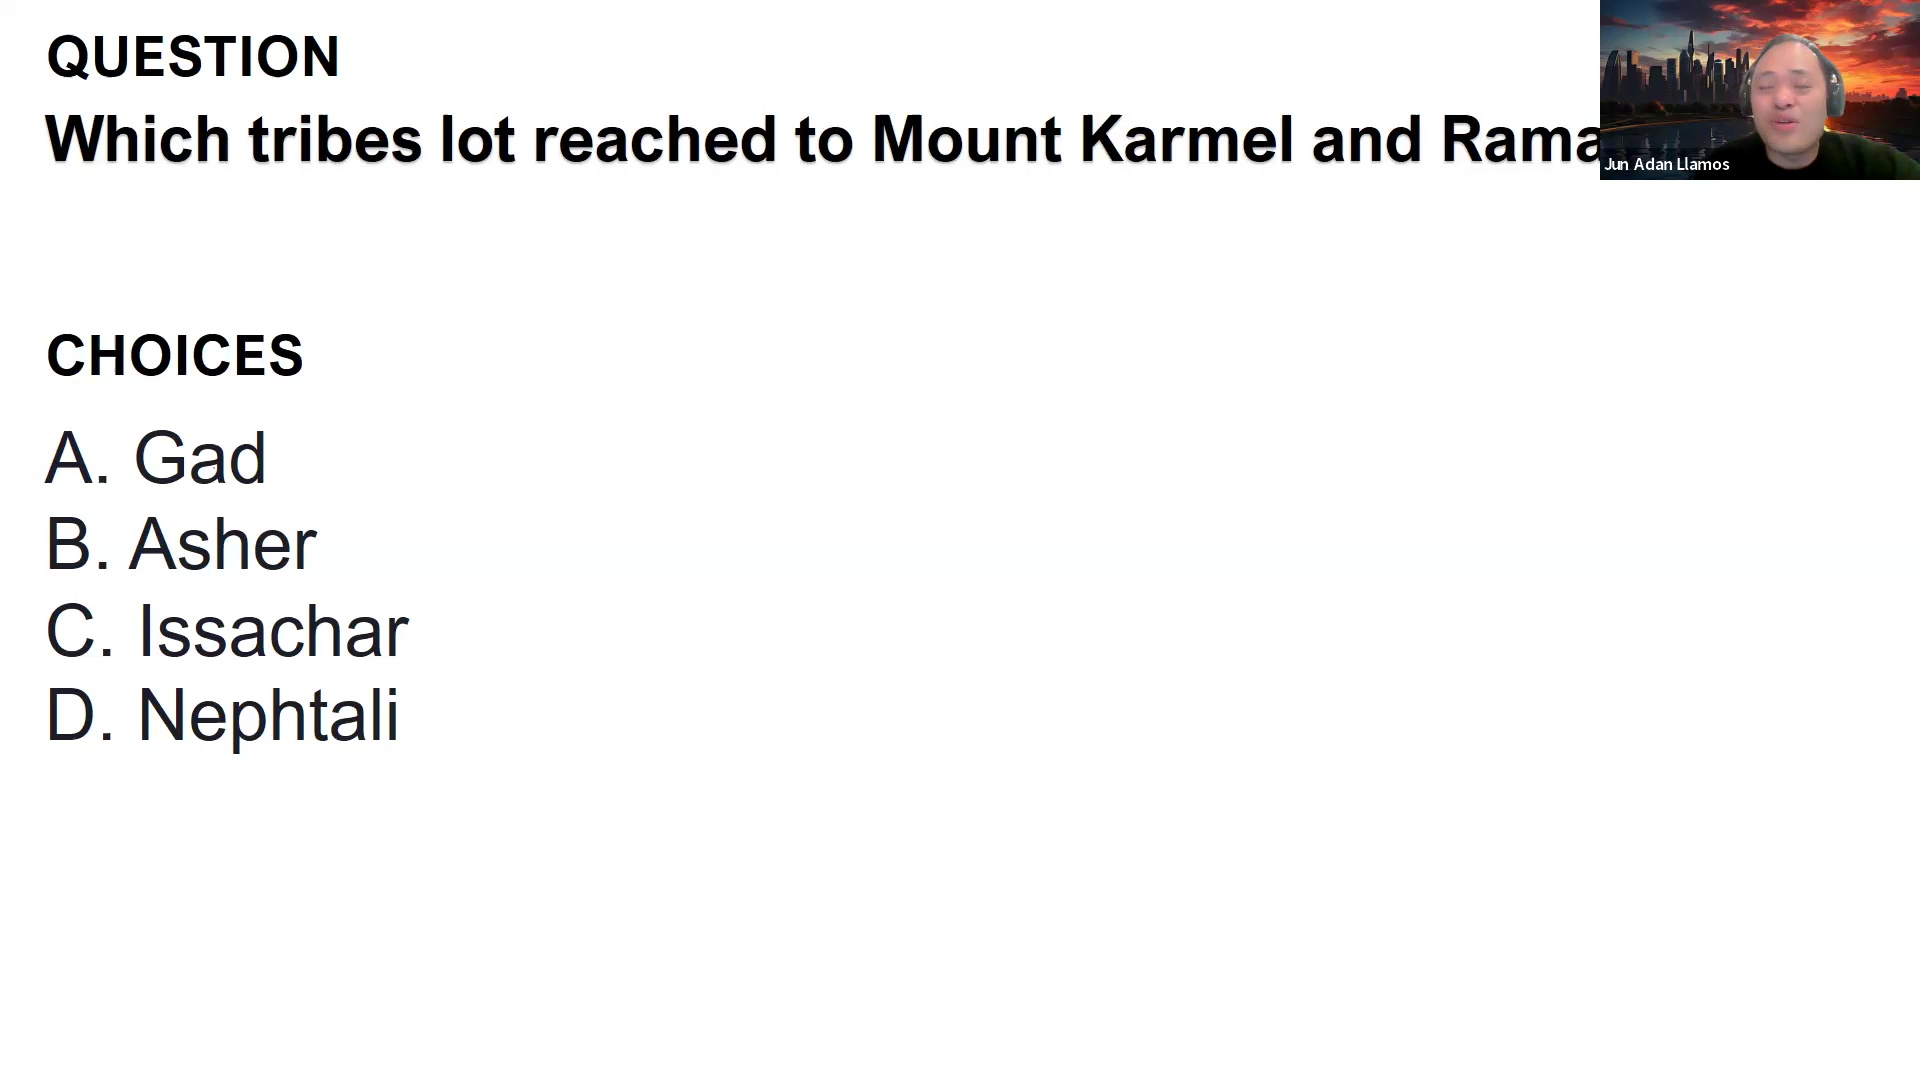 QUESTION
Which tribes lot reached to Mount Karmel and Rama
Jun Adan Llamos
CHOICES
A. Gad
B. Asher
C. Issachar
D. Nephtali